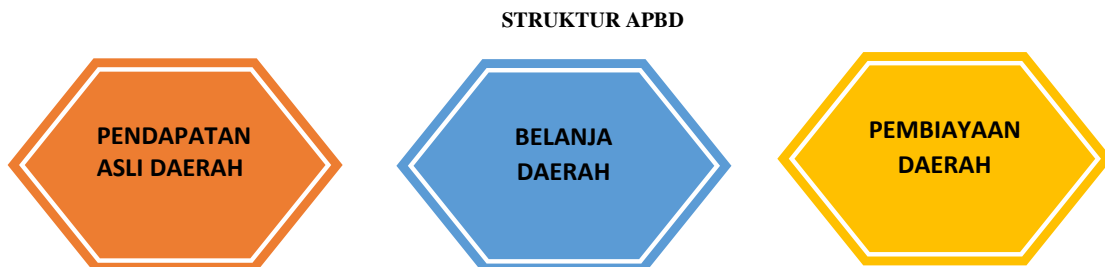 STRUKTUR APBD
PENDAPATAN
ASLI DAERAH
BELANJA
DAERAH
PEMBIAYAAN
DAERAH